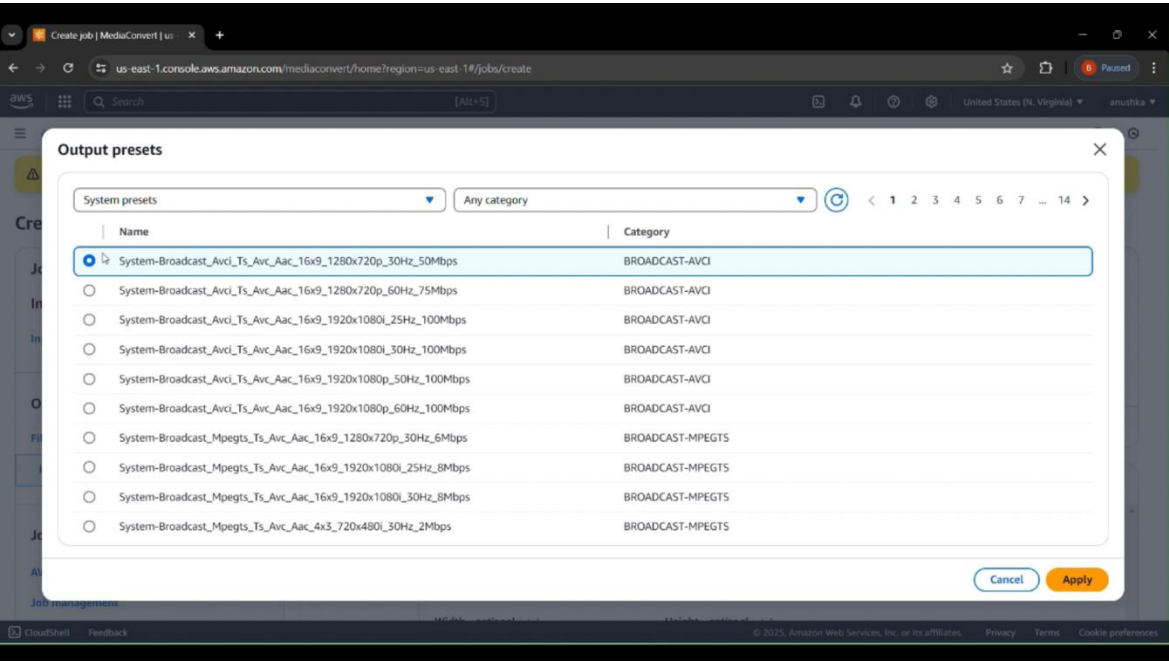 Create job | MediaConvert | us-
us-east-1.console.aws.amazon.com/mediaconvert/home?region=us-east-1#/jobs/create
Paused
aws
Search
[Alt+S]
United States (N. Virginia)
anushka
Output presets
System presets
Any category
1 2 3 4 5 6 7 ... 14
Cre
Name
Category
System-Broadcast_Avci_Ts_Avc_Aac_16x9_1280x720p_30Hz_50Mbps
BROADCAST-AVCI
System-Broadcast_Avci_Ts_Avc_Aac_16x9_1280x720p_60Hz_75Mbps
BROADCAST-AVCI
System-Broadcast_Avci_Ts_Avc_Aac_16x9_1920x1080i_25Hz_100Mbps
BROADCAST-AVCI
System-Broadcast_Avci_Ts_Avc_Aac_16x9_1920x1080i_30Hz_100Mbps
BROADCAST-AVCI
System-Broadcast_Avci_Ts_Avc_Aac_16x9_1920x1080p_50Hz_100Mbps
BROADCAST-AVCI
System-Broadcast_Avci_Ts_Avc_Aac_16x9_1920x1080p_60Hz_100Mbps
BROADCAST-AVCI
System-Broadcast_Mpegts_Ts_Avc_Aac_16x9_1280x720p_30Hz_6Mbps
BROADCAST-MPEGTS
System-Broadcast_Mpegts_Ts_Avc_Aac_16x9_1920x1080i_25Hz_8Mbps
BROADCAST-MPEGTS
System-Broadcast_Mpegts_Ts_Avc_Aac_16x9_1920x1080i_30Hz_8Mbps
BROADCAST-MPEGTS
System-Broadcast_Mpegts_Ts_Avc_Aac_4x3_720x480i_30Hz_2Mbps
BROADCAST-MPEGTS
Cancel
Apply
Job management
CloudShell
Feedback
© 2025, Amazon Web Services, Inc. or its affiliates.
Privacy
Terms
Cookie preferences